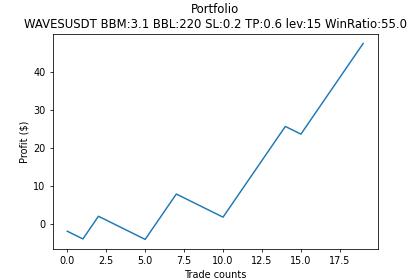 Portfolio
WAVESUSDT BBM:3.1 BBL:220 SL:0.2 TP:0.6 lev:15 WinRatio:55.0
40
30
20
10
0
Profit ($)
0.0 2.5 5.0 7.5 10.0 12.5 15.0 17.5
Trade counts